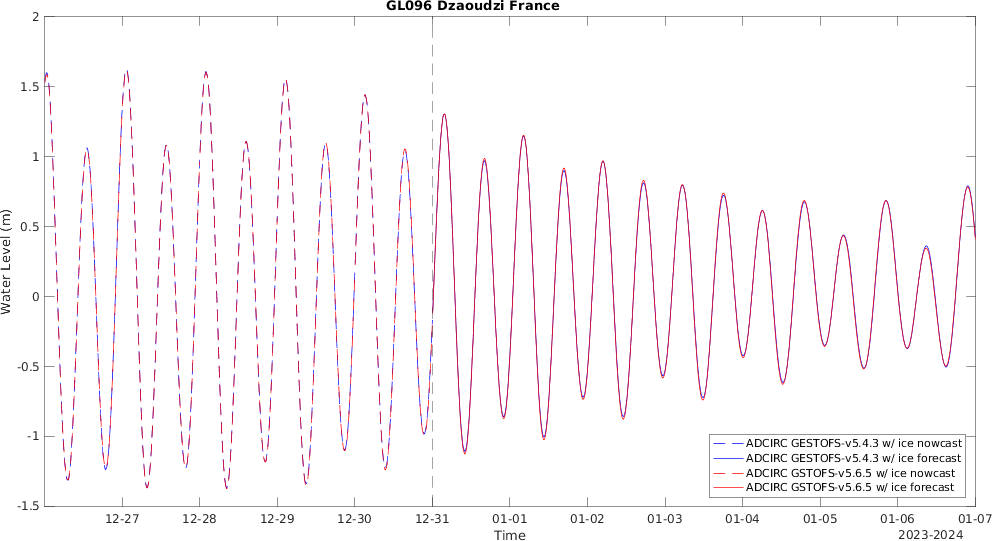 GL096 Dzaoudzi France
2
1.5
1
0.5
0
-0.5
-1
-1.5
Water Level (m)
ADCIRC GESTOFS-v5.4.3 w/ ice nowcast
ADCIRC GESTOFS-v5.4.3 w/ ice forecast
ADCIRC GSTOFS-v5.6.5 w/ ice nowcast
ADCIRC GSTOFS-v5.6.5 w/ ice forecast
12-27 12-28 12-29 12-30 12-31 01-01 01-02 01-03 01-04 01-05 01-06 01-07
Time
2023-2024